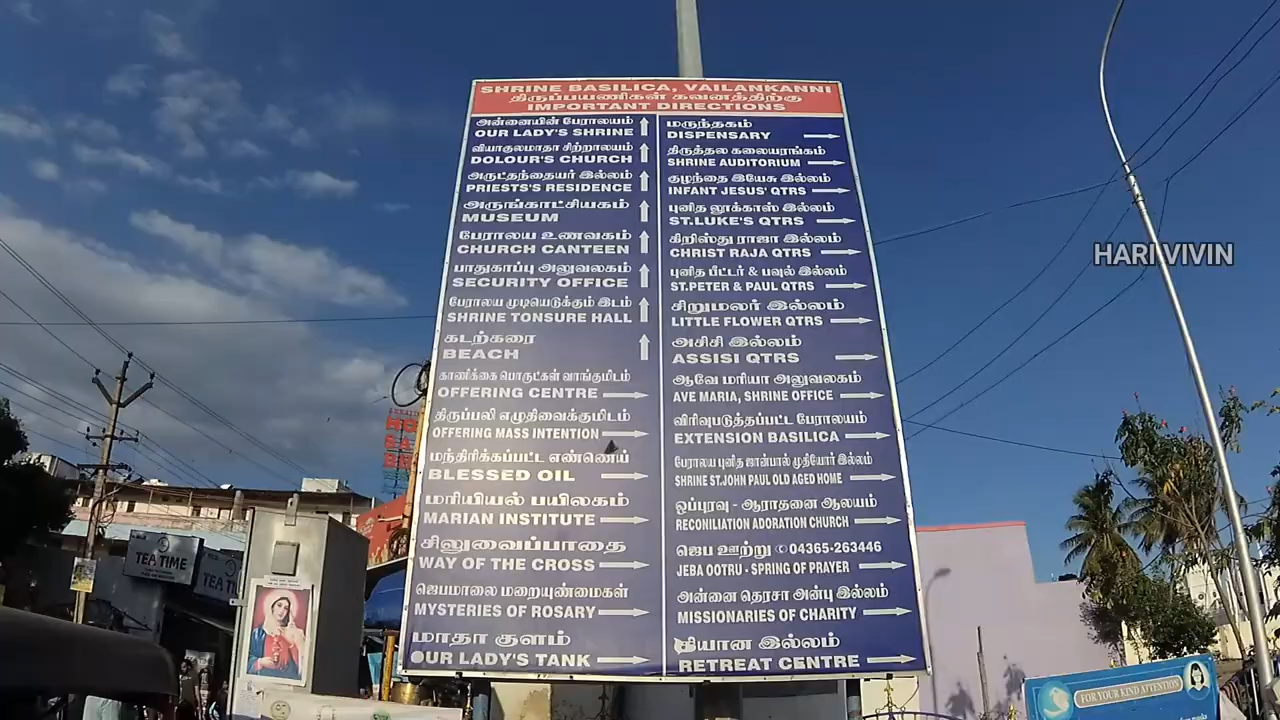 SHRINE BASILICA, VAILANKANNI
திருப்பயணிகள் கவனத்திற்கு
IMPORTANT DIRECTIONS
அன்னையின் பேராலயம்
OUR LADY'S SHRINE
வியாகுலமாதா சிற்றாலயம்
DOLOUR'S CHURCH
அருட்தந்தையர் இல்லம்
PRIESTS'S RESIDENCE
அருங்காட்சியகம்
MUSEUM
பேராலய உணவகம்
CHURCH CANTEEN
பாதுகாப்பு அலுவலகம்
SECURITY OFFICE
பேராலய முடியெடுக்கும் இடம்
SHRINE TONSURE HALL
கடற்கரை
BEACH
காணிக்கை பொருட்கள் வாங்குமிடம்
OFFERING CENTRE
திருப்பலி எழுதிவைக்குமிடம்
OFFERING MASS INTENTION
மந்திரிக்கப்பட்ட எண்ணெய்
BLESSED OIL
மரியியல் பயிலகம்
MARIAN INSTITUTE
சிலுவைப்பாதை
WAY OF THE CROSS
ஜெபமாலை மறையுண்மைகள்
MYSTERIES OF ROSARY
மாதா குளம்
OUR LADY'S TANK
மருந்தகம்
DISPENSARY
திருத்தல கலையரங்கம்
SHRINE AUDITORIUM
குழந்தை இயேசு இல்லம்
INFANT JESUS' QTRS
புனித லூக்காஸ் இல்லம்
ST.LUKE'S QTRS
கிறிஸ்து ராஜா இல்லம்
CHRIST RAJA QTRS
புனித பீட்டர் & பவுல் இல்லம்
ST.PETER & PAUL QTRS
சிறுமலர் இல்லம்
LITTLE FLOWER QTRS
அசிசி இல்லம்
ASSISI QTRS
ஆவே மரியா அலுவலகம்
AVE MARIA, SHRINE OFFICE
விரிவுபடுத்தப்பட்ட பேராலயம்
EXTENSION BASILICA
பேராலய புனித ஜான்பால் முதியோர் இல்லம்
SHRINE ST.JOHN PAUL OLD AGED HOME
ஒப்புரவு - ஆராதனை ஆலயம்
RECONILIATION ADORATION CHURCH
ஜெப ஊற்று ✆04365-263446
JEBA OOTRU - SPRING OF PRAYER
அன்னை தெரசா அன்பு இல்லம்
MISSIONARIES OF CHARITY
தியான இல்லம்
RETREAT CENTRE
HARI VIVIN
TEA TIME
TEA TIME
FOR YOUR KIND ATTENTION